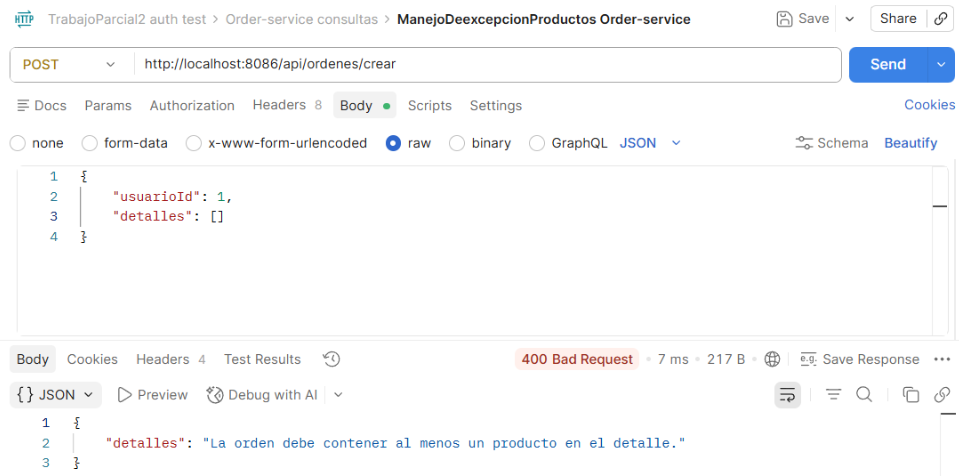 HTTP TrabajoParcial2 auth test > Order-service consultas > ManejoDeexcepcionProductos Order-service Save Share
POST http://localhost:8086/api/ordenes/crear Send
Docs Params Authorization Headers 8 Body Scripts Settings Cookies
none form-data x-www-form-urlencoded raw binary GraphQL JSON Schema Beautify
1 {
2 "usuarioId": 1,
3 "detalles": []
4 }
Body Cookies Headers 4 Test Results 400 Bad Request • 7 ms • 217 B e.g. Save Response
{} JSON Preview Debug with AI
1 {
2 "detalles": "La orden debe contener al menos un producto en el detalle."
3 }